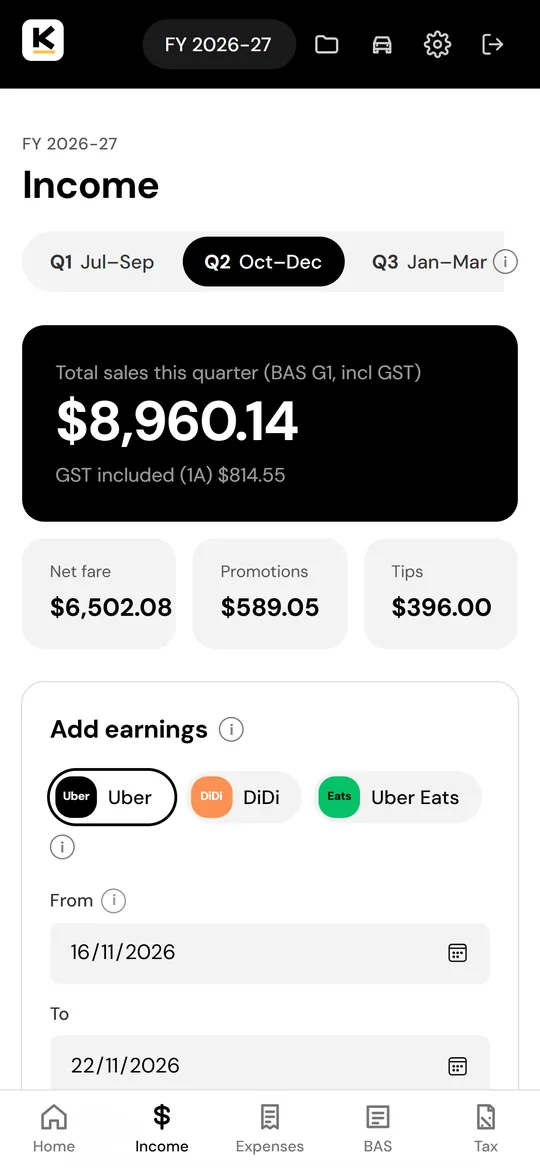 K
FY 2026-27
FY 2026-27
Income
Q1 Jul–Sep Q2 Oct–Dec Q3 Jan–Mar i
Total sales this quarter (BAS G1, incl GST)
$8,960.14
GST included (1A) $814.55
Net fare Promotions Tips
$6,502.08 $589.05 $396.00
Add earnings i
Uber Uber DiDi DiDi Eats Uber Eats
i
From i
16/11/2026
To
22/11/2026
Home Income Expenses BAS Tax